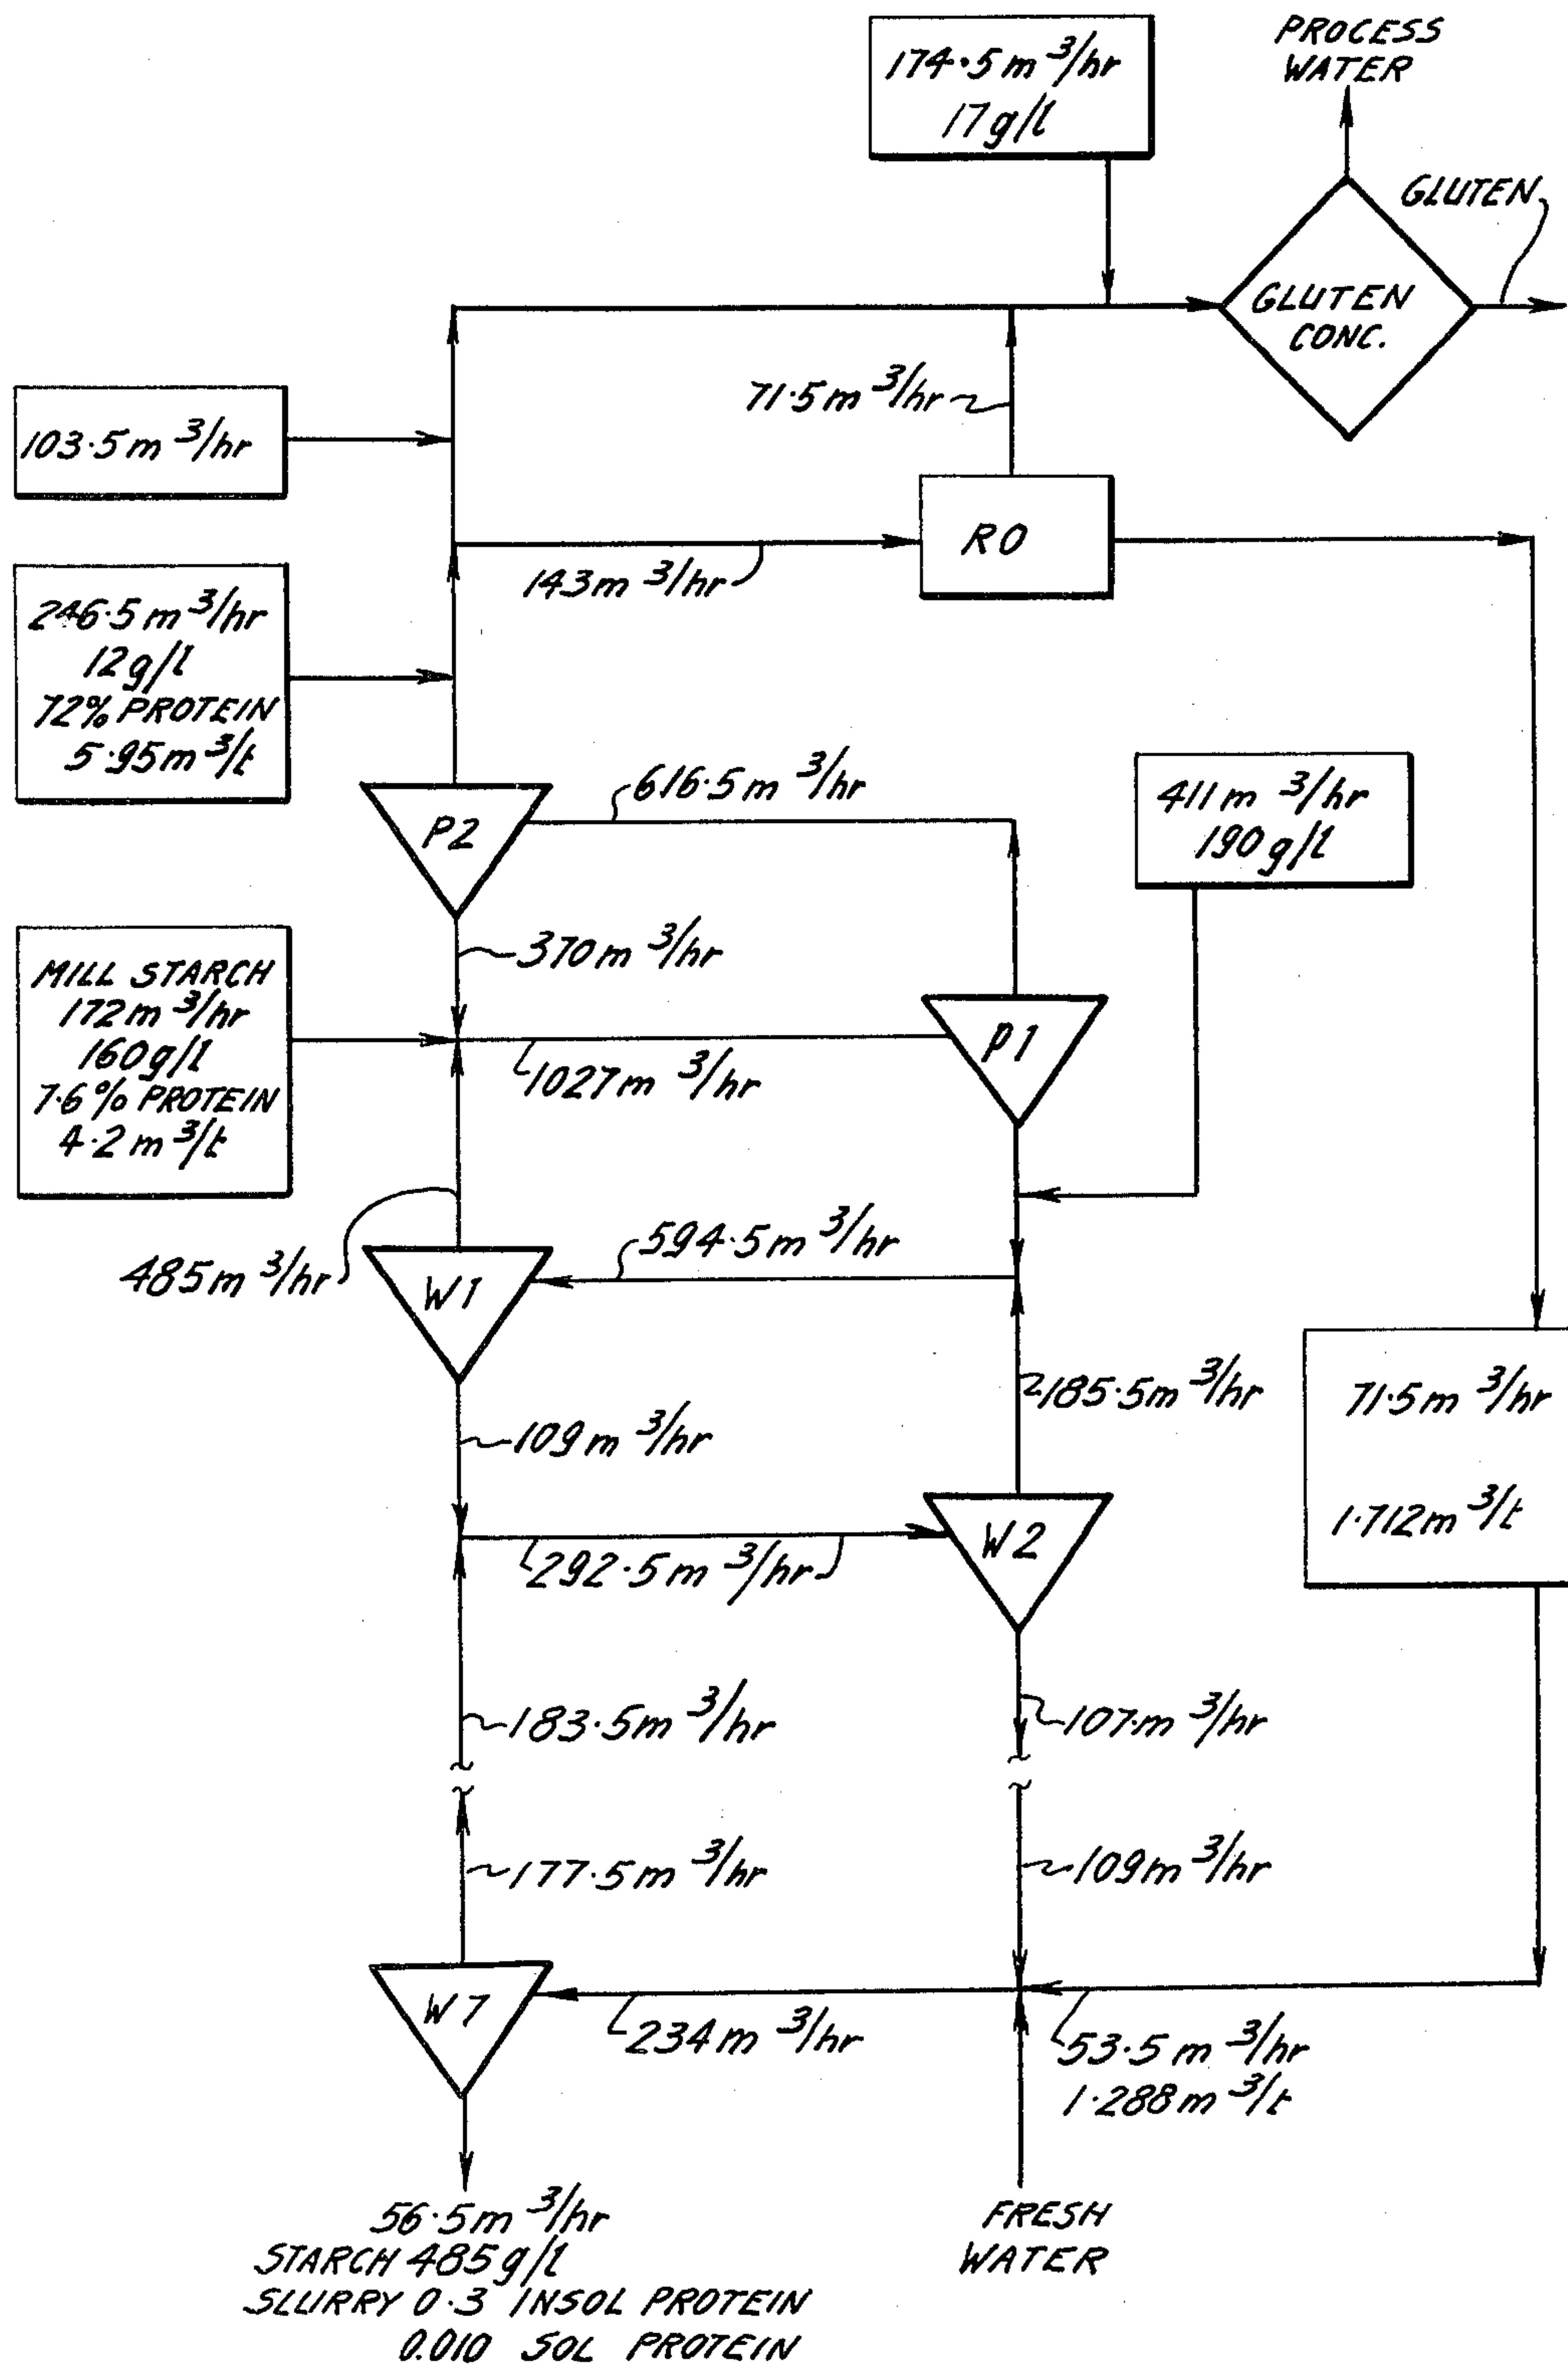 174.5 m³/hr
17 g/l
PROCESS
WATER
GLUTEN
GLUTEN
CONC.
71.5 m³/hr
103.5 m³/hr
RO
143 m³/hr
246.5 m³/hr
12 g/l
72% PROTEIN
5.95 m³/t
616.5 m³/hr
411 m³/hr
190 g/l
P2
370 m³/hr
MILL STARCH
172 m³/hr
160 g/l
7.6% PROTEIN
4.2 m³/t
P1
1027 m³/hr
594.5 m³/hr
485 m³/hr
W1
185.5 m³/hr
71.5 m³/hr
109 m³/hr
1.712 m³/t
W2
292.5 m³/hr
183.5 m³/hr
107. m³/hr
177.5 m³/hr
109 m³/hr
W7
234 m³/hr
53.5 m³/hr
1.288 m³/t
56.5 m³/hr
STARCH 485 g/l
SLURRY 0.3 INSOL PROTEIN
0.010 SOL PROTEIN
FRESH
WATER